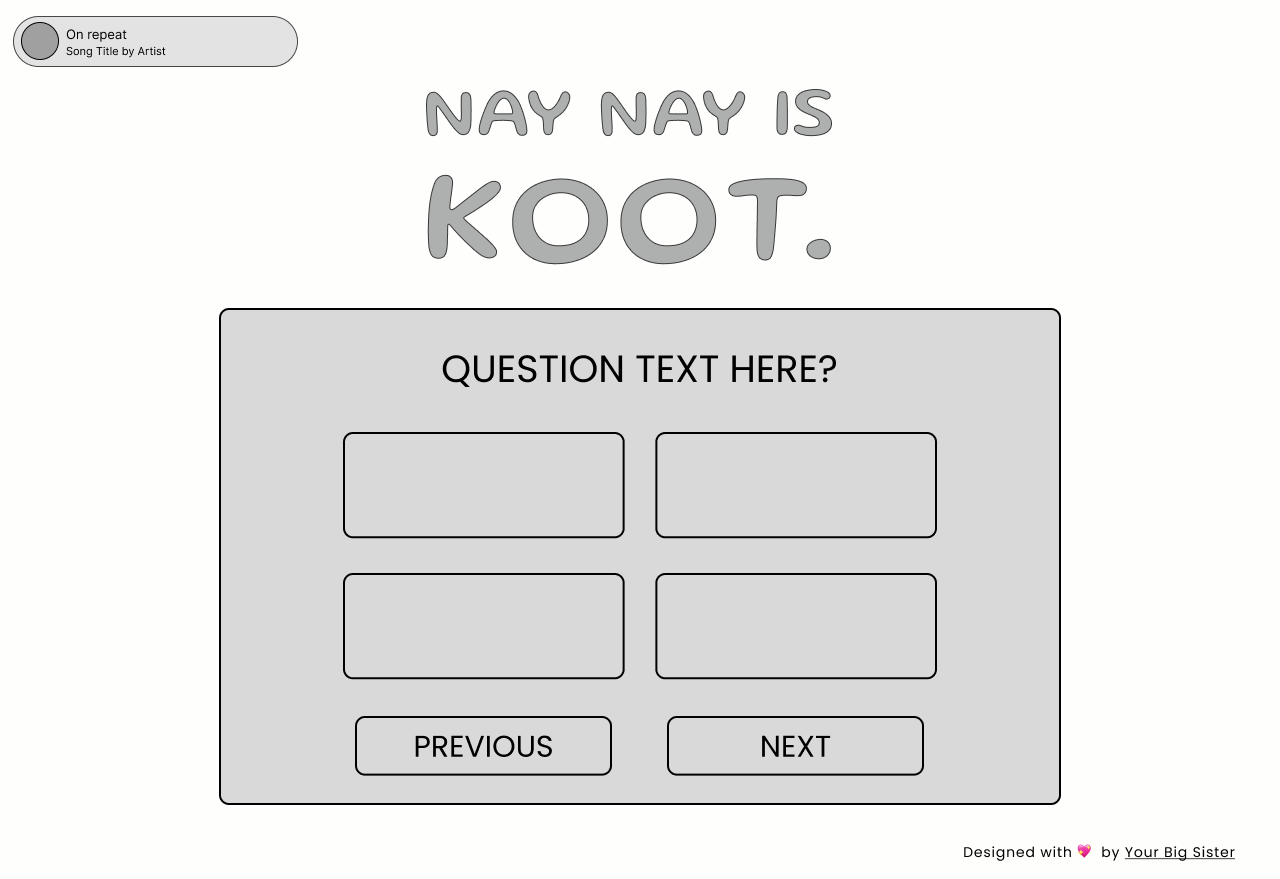 On repeat
Song Title by Artist
NAY NAY IS
KOOT.
QUESTION TEXT HERE?
PREVIOUS
NEXT
Designed with 💖 by Your Big Sister